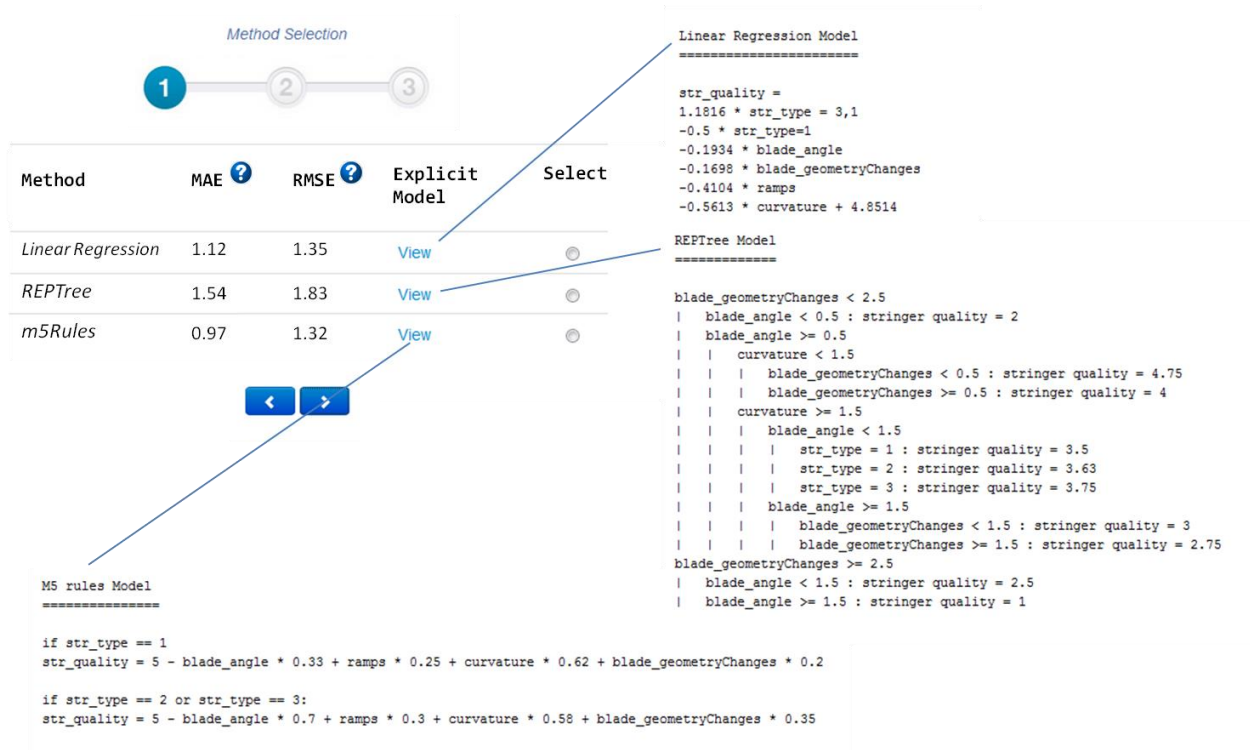 Method Selection
1 2 3
Method MAE ? RMSE ? Explicit Model Select
Linear Regression 1.12 1.35 View
REPTree 1.54 1.83 View
m5Rules 0.97 1.32 View
< >
Linear Regression Model
=======================
str_quality =
1.1816 * str_type = 3,1
-0.5 * str_type=1
-0.1934 * blade_angle
-0.1698 * blade_geometryChanges
-0.4104 * ramps
-0.5613 * curvature + 4.8514
REPTree Model
=============
blade_geometryChanges < 2.5
|   blade_angle < 0.5 : stringer quality = 2
|   blade_angle >= 0.5
|   |   curvature < 1.5
|   |   |   blade_geometryChanges < 0.5 : stringer quality = 4.75
|   |   |   blade_geometryChanges >= 0.5 : stringer quality = 4
|   |   curvature >= 1.5
|   |   |   blade_angle < 1.5
|   |   |   |   str_type = 1 : stringer quality = 3.5
|   |   |   |   str_type = 2 : stringer quality = 3.63
|   |   |   |   str_type = 3 : stringer quality = 3.75
|   |   |   blade_angle >= 1.5
|   |   |   |   blade_geometryChanges < 1.5 : stringer quality = 3
|   |   |   |   blade_geometryChanges >= 1.5 : stringer quality = 2.75
blade_geometryChanges >= 2.5
|   blade_angle < 1.5 : stringer quality = 2.5
|   blade_angle >= 1.5 : stringer quality = 1
M5 rules Model
===============
if str_type == 1
str_quality = 5 - blade_angle * 0.33 + ramps * 0.25 + curvature * 0.62 + blade_geometryChanges * 0.2
if str_type == 2 or str_type == 3:
str_quality = 5 - blade_angle * 0.7 + ramps * 0.3 + curvature * 0.58 + blade_geometryChanges * 0.35